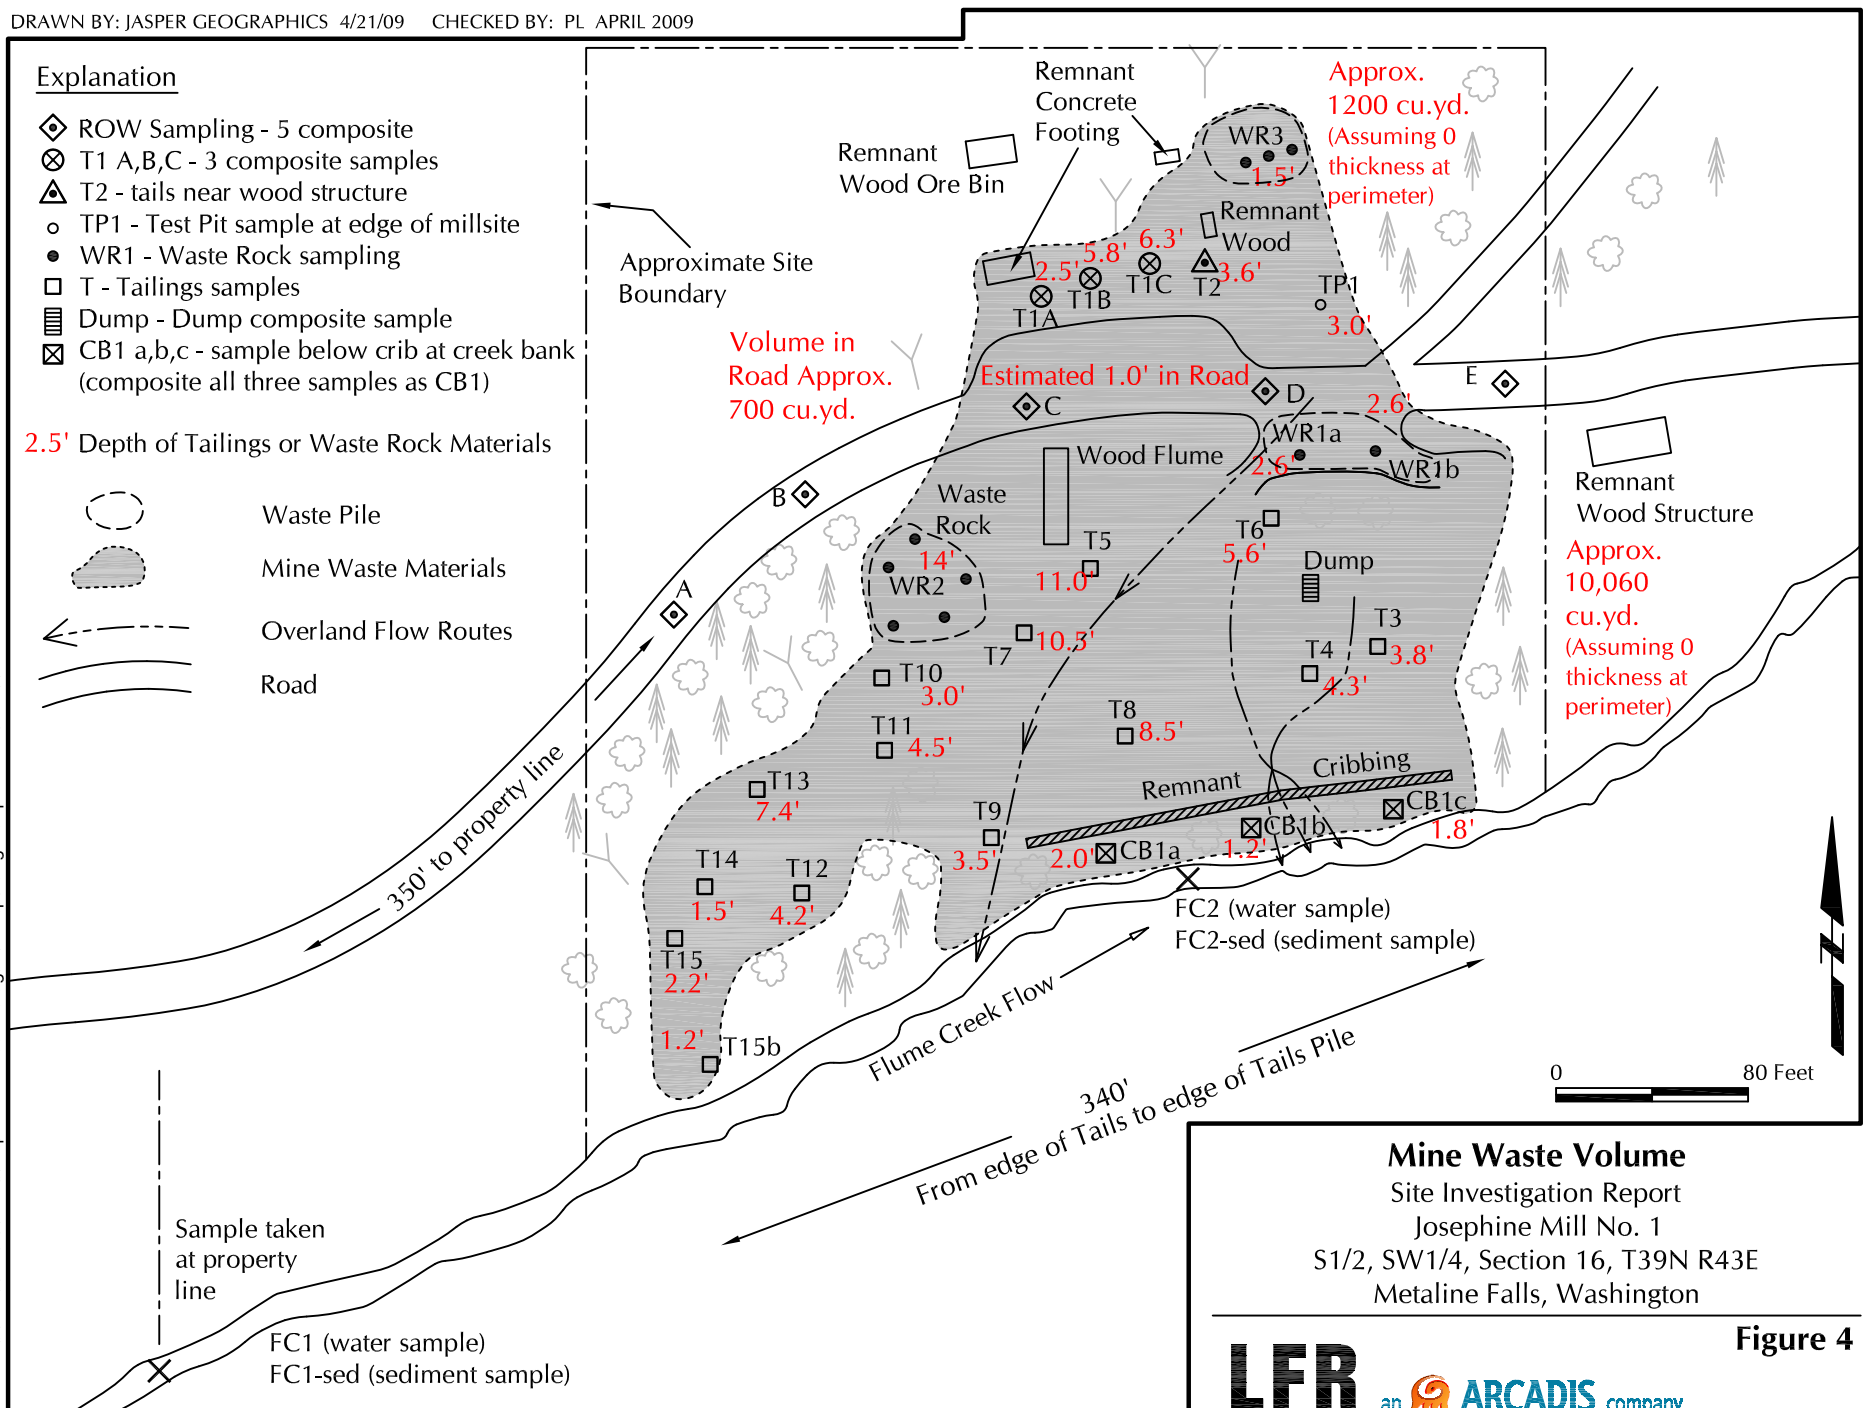 DRAWN BY: JASPER GEOGRAPHICS 4/21/09 CHECKED BY: PL APRIL 2009
Explanation
ROW Sampling - 5 composite
T1 A,B,C - 3 composite samples
T2 - tails near wood structure
TP1 - Test Pit sample at edge of millsite
WR1 - Waste Rock sampling
T - Tailings samples
Dump - Dump composite sample
CB1 a,b,c - sample below crib at creek bank
(composite all three samples as CB1)
2.5' Depth of Tailings or Waste Rock Materials
Waste Pile
Mine Waste Materials
Overland Flow Routes
Road
Remnant
Concrete
Footing
Remnant
Wood Ore Bin
Approximate Site
Boundary
Approx.
1200 cu.yd.
(Assuming 0
thickness at
perimeter)
WR3
1.5'
Remnant
Wood
6.3'
5.8'
2.5'
3.6'
T1C
T2
T1B
T1A
TP1
3.0'
Volume in
Road Approx.
700 cu.yd.
Estimated 1.0' in Road
E
D
C
2.6'
WR1a
2.6'
WR1b
Wood Flume
B
Waste
Rock
14'
WR2
T5
11.0'
T6
5.6'
Dump
Remnant
Wood Structure
Approx.
10,060
cu.yd.
(Assuming 0
thickness at
perimeter)
A
T7
10.5'
T3
3.8'
T4
4.3'
T10
3.0'
T11
4.5'
T8
8.5'
T13
7.4'
Remnant
Cribbing
T9
3.5'
CB1c
1.8'
CB1b
1.2'
CB1a
2.0'
350' to property line
T14
1.5'
T12
4.2'
T15
2.2'
1.2'
T15b
FC2 (water sample)
FC2-sed (sediment sample)
Flume Creek Flow
340'
From edge of Tails to edge of Tails Pile
0 80 Feet
Sample taken
at property
line
FC1 (water sample)
FC1-sed (sediment sample)
Mine Waste Volume
Site Investigation Report
Josephine Mill No. 1
S1/2, SW1/4, Section 16, T39N R43E
Metaline Falls, Washington
Figure 4
LFR an ARCADIS company